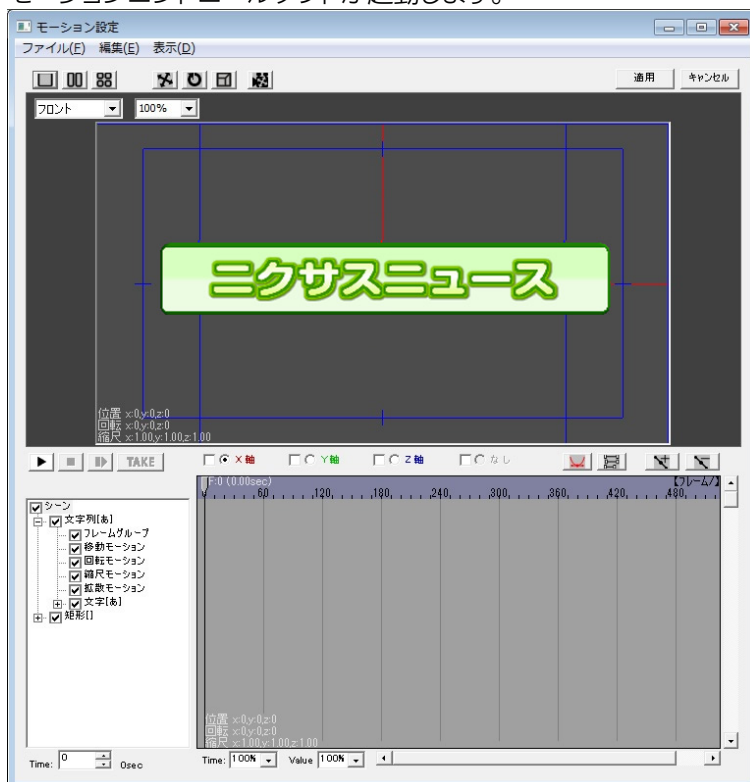 モーションエントコールウントが起動します。
モーション設定
ファイル(F) 編集(E) 表示(D)
適用 キャンセル
フロント 100%
ニクサスニュース
位置 x:0,y:0,z:0
回転 x:0,y:0,z:0
縮尺 x:1.00,y:1.00,z:1.00
TAKE X軸 Y軸 Z軸 なし
F:0 (0.00sec) 【フレーム/】
0 60 120 180 240 300 360 420 480
シーン
文字列[あ]
フレームグループ
移動モーション
回転モーション
縮尺モーション
拡散モーション
文字[あ]
矩形[]
位置 x:0,y:0,z:0
回転 x:0,y:0,z:0
縮尺 x:1.00,y:1.00,z:1.00
Time: 0 0sec Time: 100% Value 100%